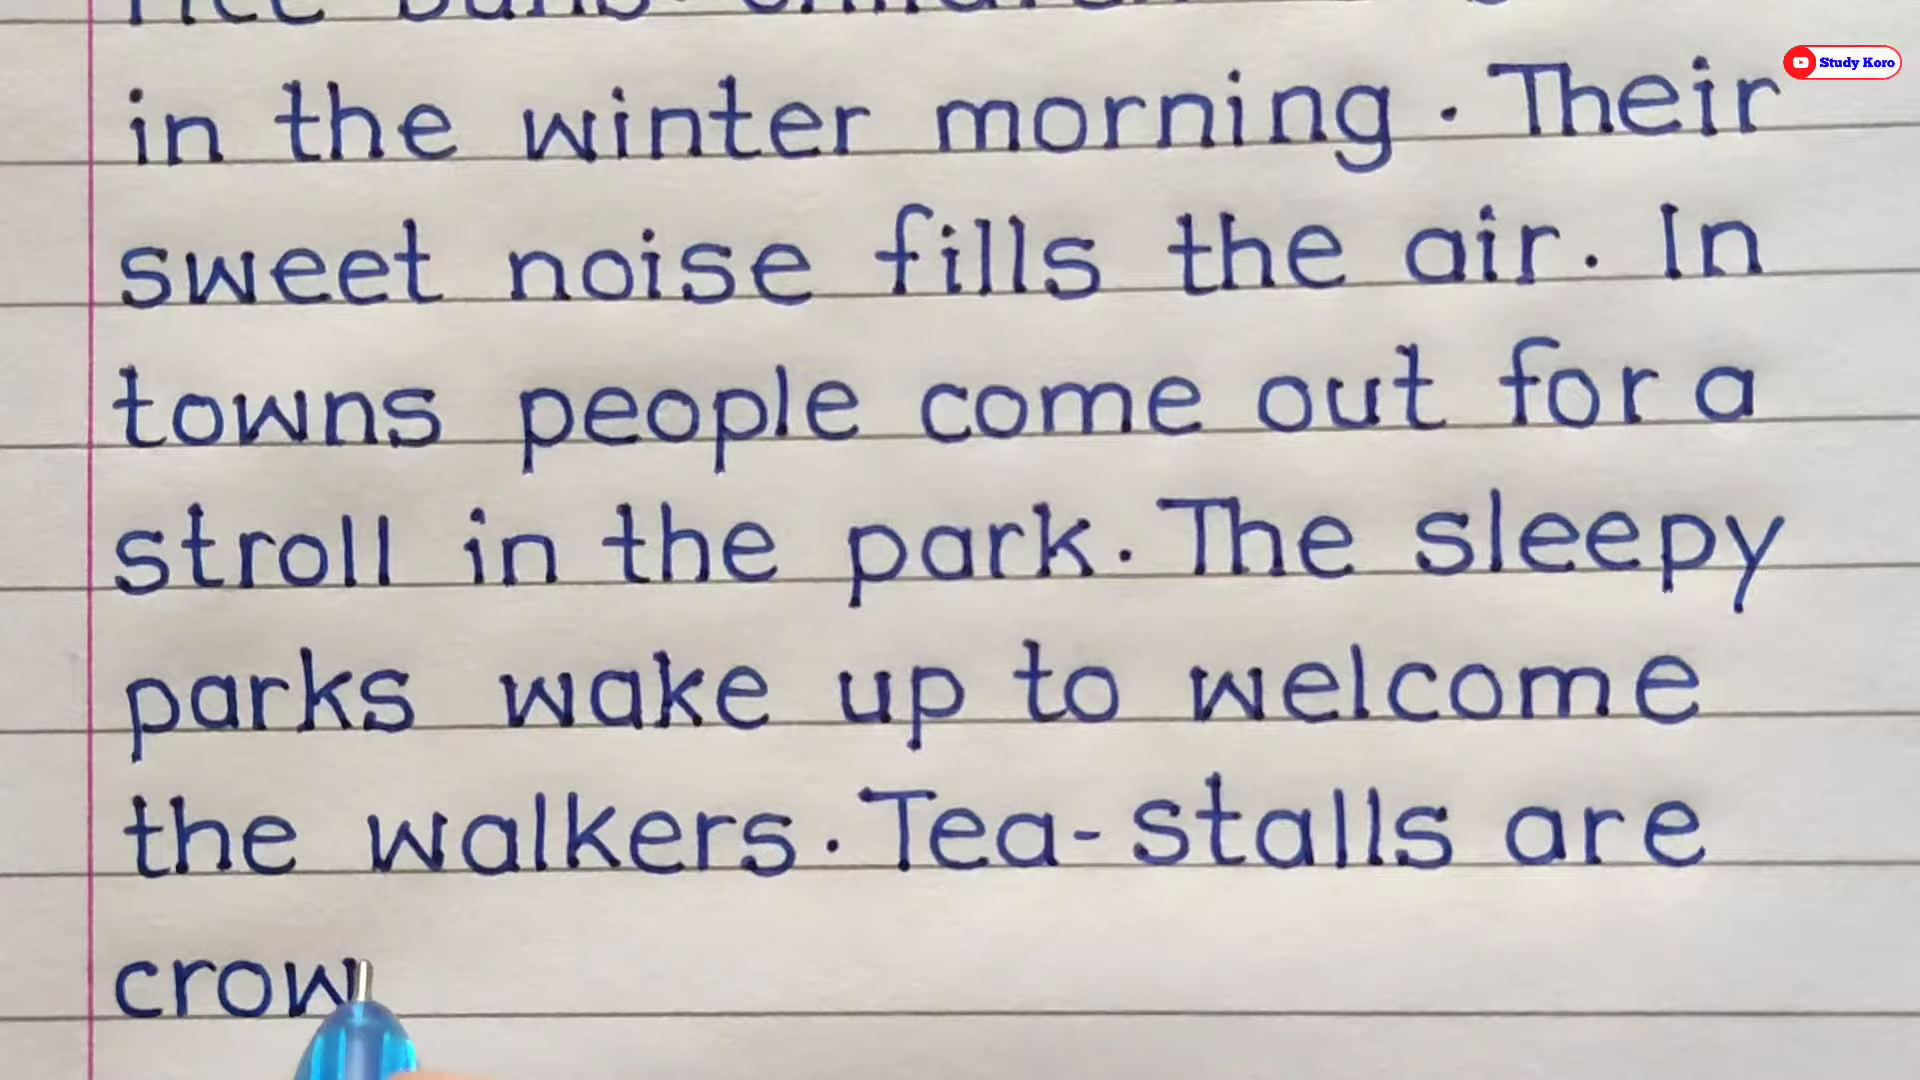 in the winter morning. Their
Study Koro
sweet noise fills the air. In
towns people come out for a
stroll in the park. The sleepy
parks wake up to welcome
the walkers. Tea-stalls are
crow